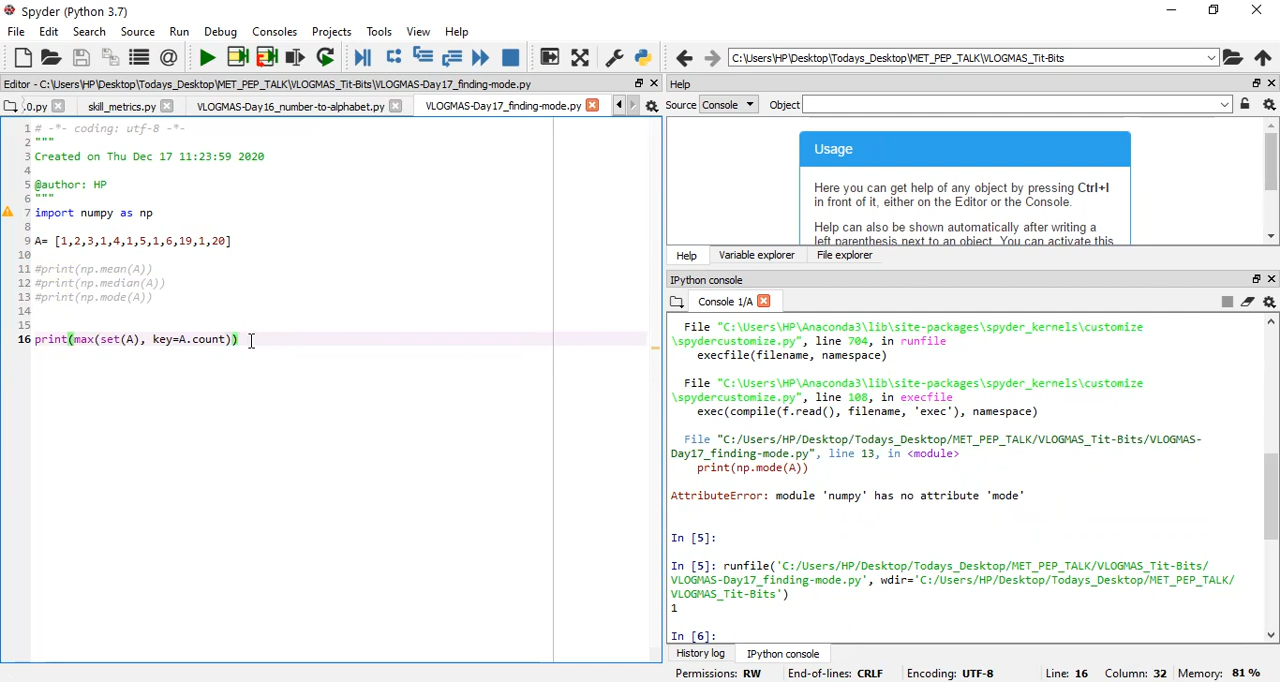 Spyder (Python 3.7)
File Edit Search Source Run Debug Consoles Projects Tools View Help
C:\Users\HP\Desktop\Todays_Desktop\MET_PEP_TALK\VLOGMAS_Tit-Bits
Editor - C:\Users\HP\Desktop\Todays_Desktop\MET_PEP_TALK\VLOGMAS_Tit-Bits\VLOGMAS-Day17_finding-mode.py
Help
0.py skill_metrics.py VLOGMAS-Day16_number-to-alphabet.py VLOGMAS-Day17_finding-mode.py
Source Console Object
1 # -*- coding: utf-8 -*-
2 """
3 Created on Thu Dec 17 11:23:59 2020
4
5 @author: HP
6 """
7 import numpy as np
8
9 A= [1,2,3,1,4,1,5,1,6,19,1,20]
10
11 #print(np.mean(A))
12 #print(np.median(A))
13 #print(np.mode(A))
14
15
16 print(max(set(A), key=A.count))
Usage
Here you can get help of any object by pressing Ctrl+I
in front of it, either on the Editor or the Console.
Help can also be shown automatically after writing a
left parenthesis next to an object. You can activate this
Help Variable explorer File explorer
IPython console
Console 1/A
File "C:\Users\HP\Anaconda3\lib\site-packages\spyder_kernels\customize
\spydercustomize.py", line 704, in runfile
execfile(filename, namespace)
File "C:\Users\HP\Anaconda3\lib\site-packages\spyder_kernels\customize
\spydercustomize.py", line 108, in execfile
exec(compile(f.read(), filename, 'exec'), namespace)
File "C:/Users/HP/Desktop/Todays_Desktop/MET_PEP_TALK/VLOGMAS_Tit-Bits/VLOGMAS-
Day17_finding-mode.py", line 13, in <module>
print(np.mode(A))
AttributeError: module 'numpy' has no attribute 'mode'
In [5]:
In [5]: runfile('C:/Users/HP/Desktop/Todays_Desktop/MET_PEP_TALK/VLOGMAS_Tit-Bits/
VLOGMAS-Day17_finding-mode.py', wdir='C:/Users/HP/Desktop/Todays_Desktop/MET_PEP_TALK/
VLOGMAS_Tit-Bits')
1
In [6]:
History log IPython console
Permissions: RW End-of-lines: CRLF Encoding: UTF-8 Line: 16 Column: 32 Memory: 81 %